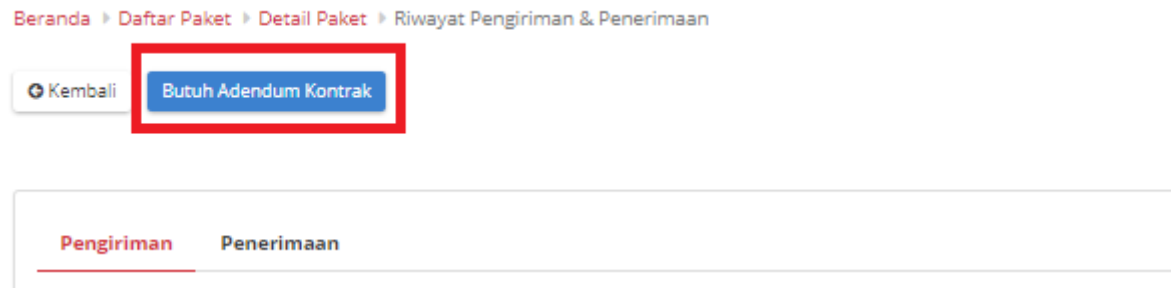 Beranda Daftar Paket Detail Paket Riwayat Pengiriman & Penerimaan
Kembali Butuh Adendum Kontrak
Pengiriman Penerimaan